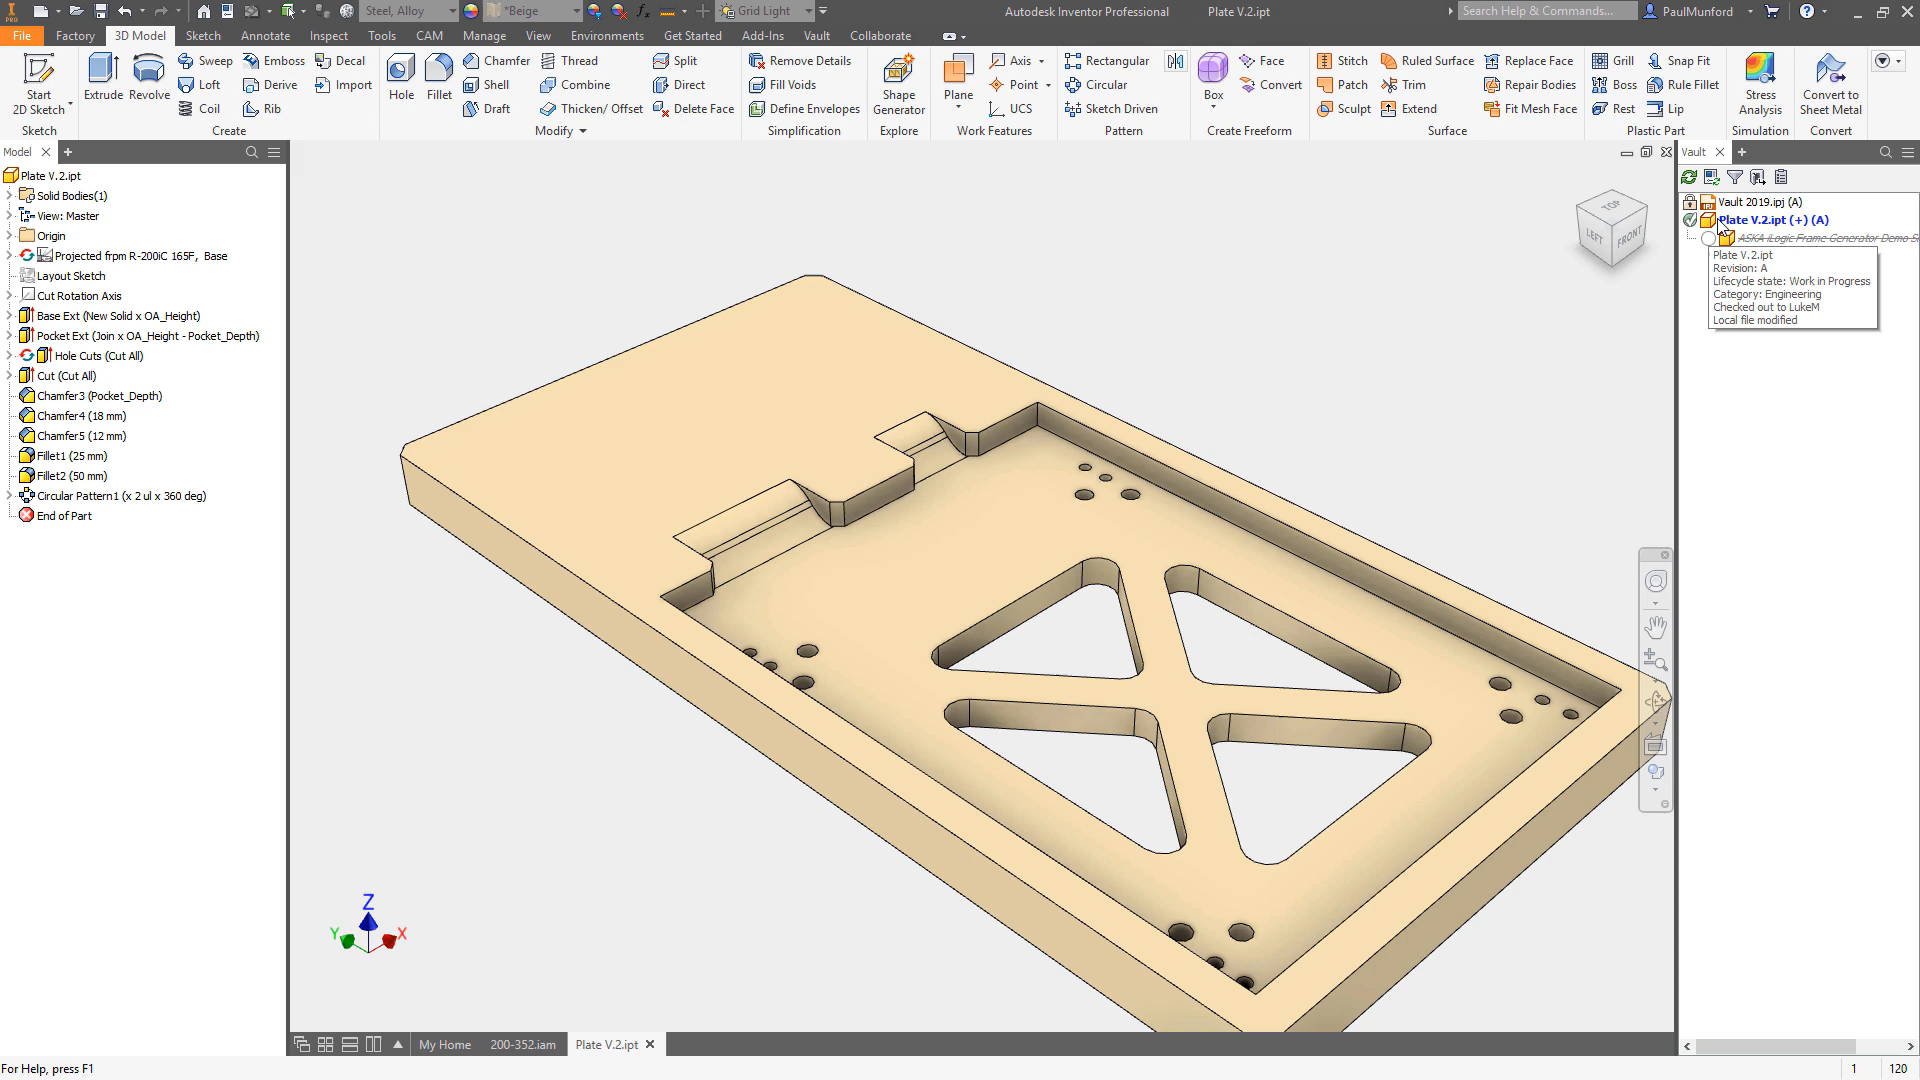 Steel, Alloy
*Beige
Grid Light
Autodesk Inventor Professional Plate V.2.ipt
Search Help & Commands...
PaulMunford
PRO
File Factory 3D Model Sketch Annotate Inspect Tools CAM Manage View Environments Get Started Add-Ins Vault Collaborate
Start
2D Sketch
Sketch
Extrude Revolve
Sweep Emboss Decal
Loft Derive Import
Coil Rib
Create
Hole Fillet
Chamfer Thread Split
Shell Combine Direct
Draft Thicken/ Offset Delete Face
Modify
Remove Details
Fill Voids
Define Envelopes
Simplification
Shape
Generator
Explore
Plane
Axis
Point
UCS
Work Features
Rectangular
Circular
Sketch Driven
Pattern
Box
Face
Convert
Create Freeform
Stitch Ruled Surface Replace Face
Patch Trim Repair Bodies
Sculpt Extend Fit Mesh Face
Surface
Grill Snap Fit
Boss Rule Fillet
Rest Lip
Plastic Part
Stress
Analysis
Simulation
Convert to
Sheet Metal
Convert
Model
Plate V.2.ipt
Solid Bodies(1)
View: Master
Origin
Projected frpm R-200iC 165F, Base
Layout Sketch
Cut Rotation Axis
Base Ext (New Solid x OA_Height)
Pocket Ext (Join x OA_Height - Pocket_Depth)
Hole Cuts (Cut All)
Cut (Cut All)
Chamfer3 (Pocket_Depth)
Chamfer4 (18 mm)
Chamfer5 (12 mm)
Fillet1 (25 mm)
Fillet2 (50 mm)
Circular Pattern1 (x 2 ul x 360 deg)
End of Part
TOP
LEFT
FRONT
Z
Y
X
Vault
Vault 2019.ipj (A)
Plate V.2.ipt (+) (A)
ASKA iLogic Frame Generator Demo
Plate V.2.ipt
Revision: A
Lifecycle state: Work in Progress
Category: Engineering
Checked out to LukeM
Local file modified
My Home 200-352.iam Plate V.2.ipt
For Help, press F1
1 120